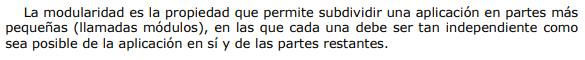 La modularidad es la propiedad que permite subdividir una aplicación en partes más
pequeñas (llamadas módulos), en las que cada una debe ser tan independiente como
sea posible de la aplicación en sí y de las partes restantes.